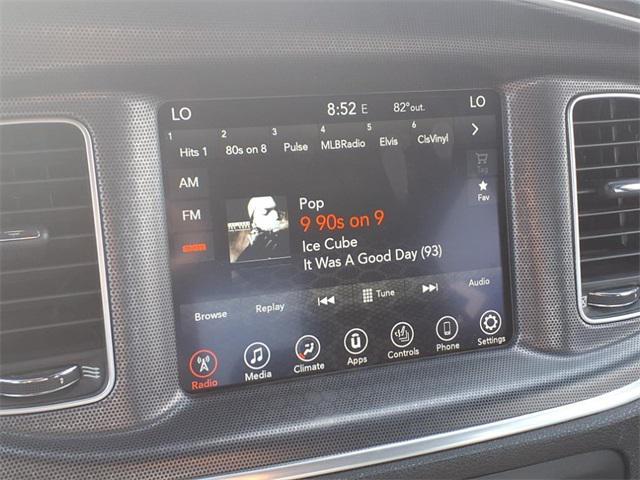 LO 8:52 E 82°out. LO
1 2 3 4 5 6
Hits 1 80s on 8 Pulse MLBRadio Elvis ClsVinyl
AM
Tag
FM
Fav
Pop
9 90s on 9
Ice Cube
It Was A Good Day (93)
Browse Replay Tune Audio
Radio Media Climate Apps Controls Phone Settings